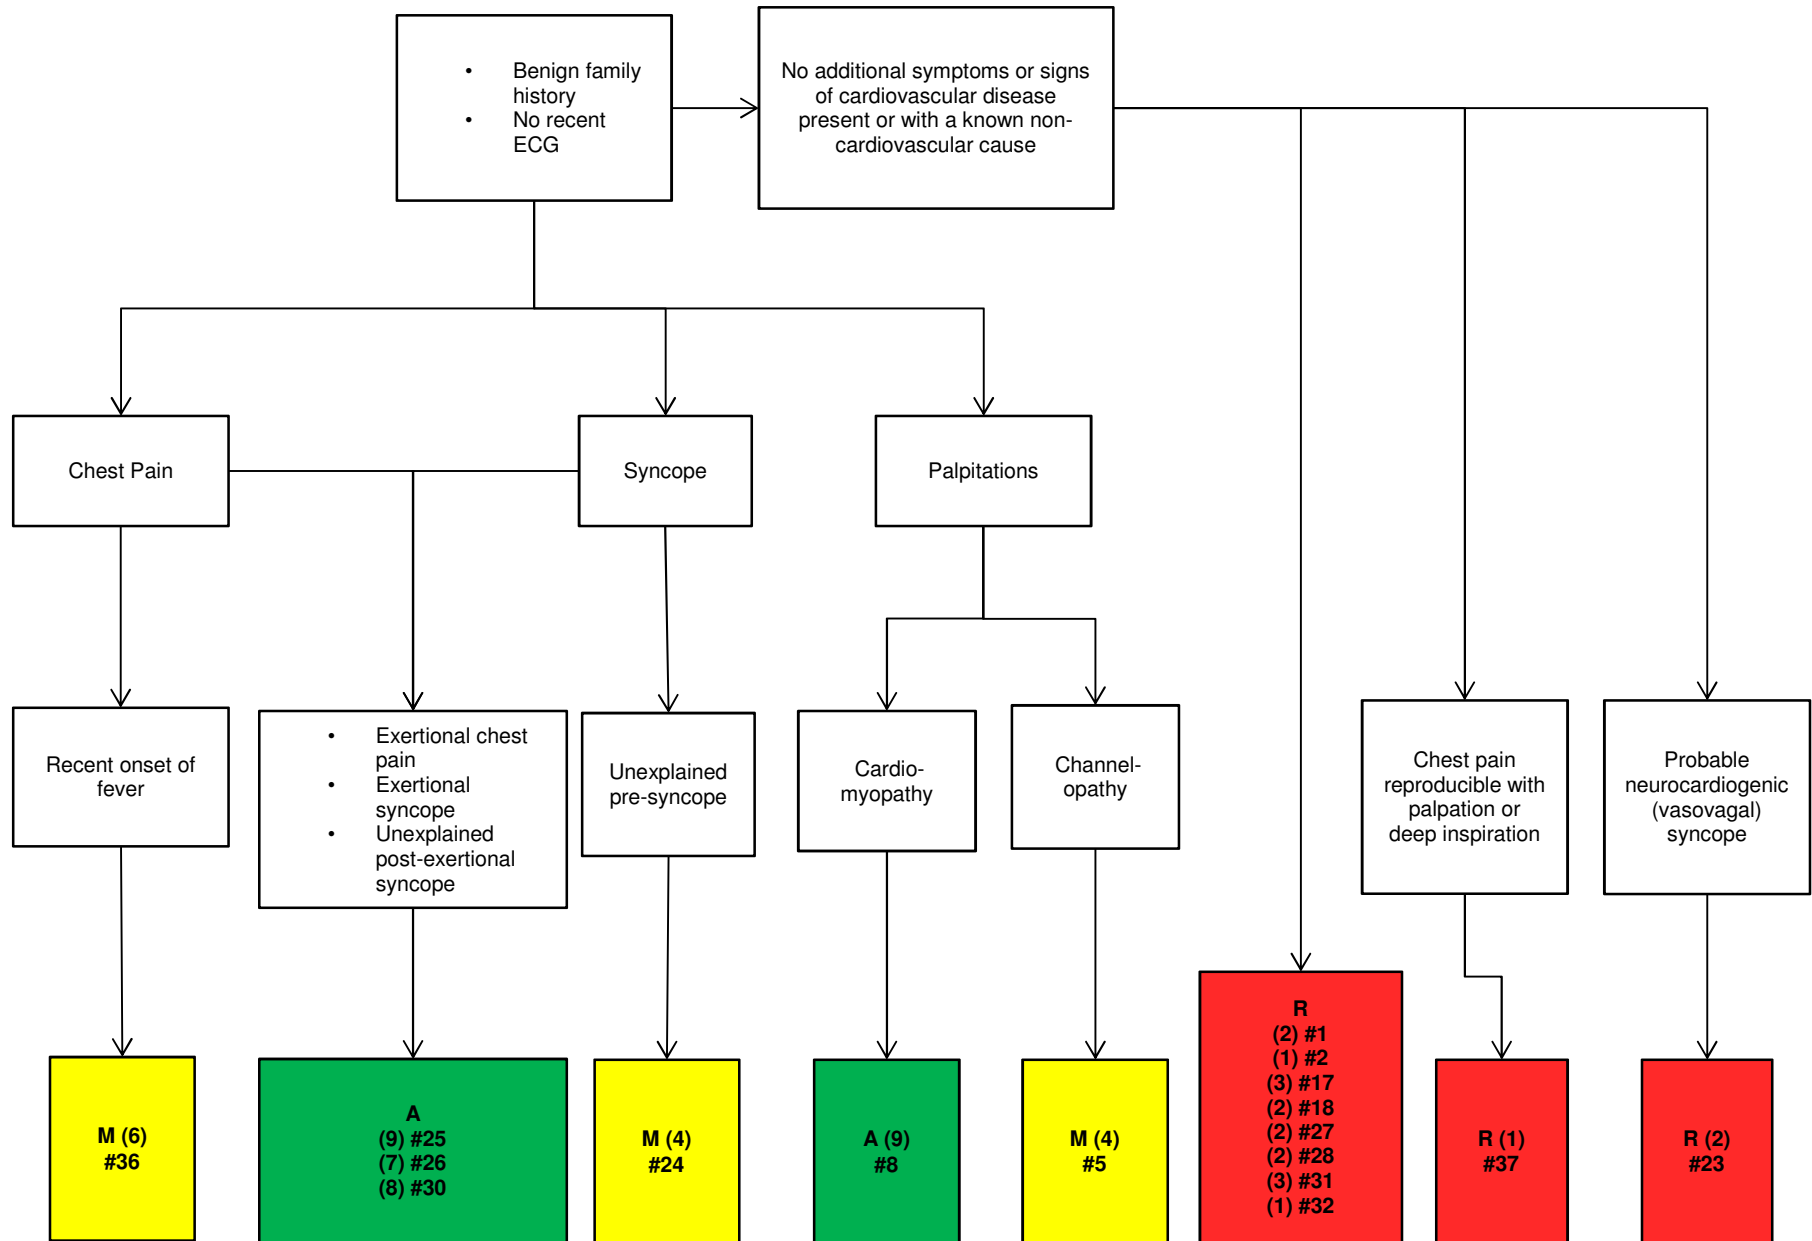 • Benign family
history
• No recent
ECG
No additional symptoms or signs
of cardiovascular disease
present or with a known non-
cardiovascular cause
Chest Pain
Syncope
Palpitations
Recent onset of
fever
• Exertional chest
pain
• Exertional
syncope
• Unexplained
post-exertional
syncope
Unexplained
pre-syncope
Cardio-
myopathy
Channel-
opathy
Chest pain
reproducible with
palpation or
deep inspiration
Probable
neurocardiogenic
(vasovagal)
syncope
M (6)
#36
A
(9) #25
(7) #26
(8) #30
M (4)
#24
A (9)
#8
M (4)
#5
R
(2) #1
(1) #2
(3) #17
(2) #18
(2) #27
(2) #28
(3) #31
(1) #32
R (1)
#37
R (2)
#23